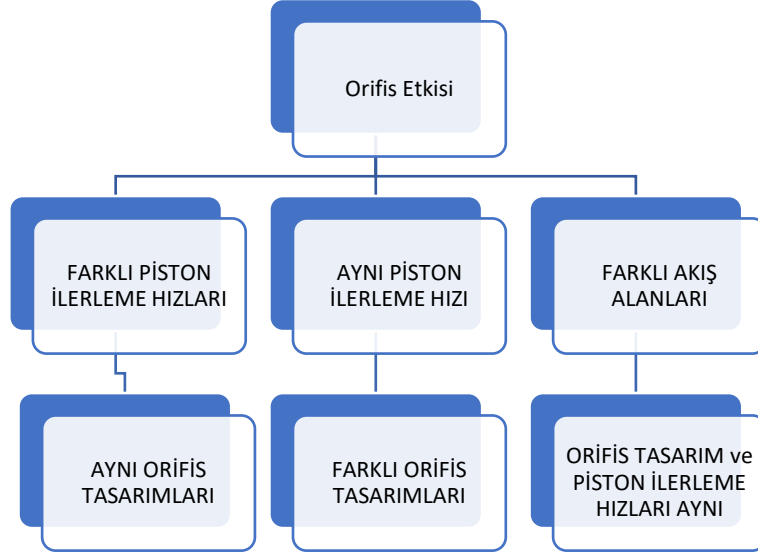 Orifis Etkisi
FARKLI PİSTON
İLERLEME HIZLARI
AYNI PİSTON
İLERLEME HIZI
FARKLI AKIŞ
ALANLARI
AYNI ORİFİS
TASARIMLARI
FARKLI ORİFİS
TASARIMLARI
ORİFİS TASARIM ve
PİSTON İLERLEME
HIZLARI AYNI